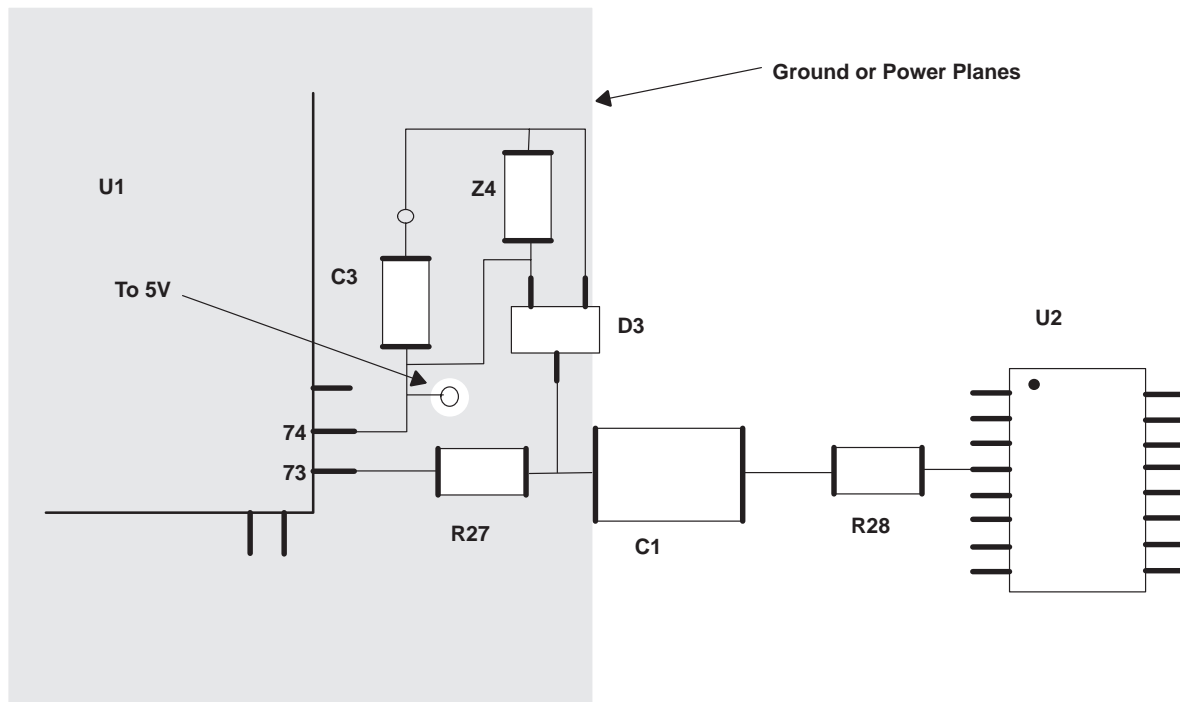 Ground or Power Planes
U1
Z4
C3
To 5V
D3
U2
74
73
R27
C1
R28